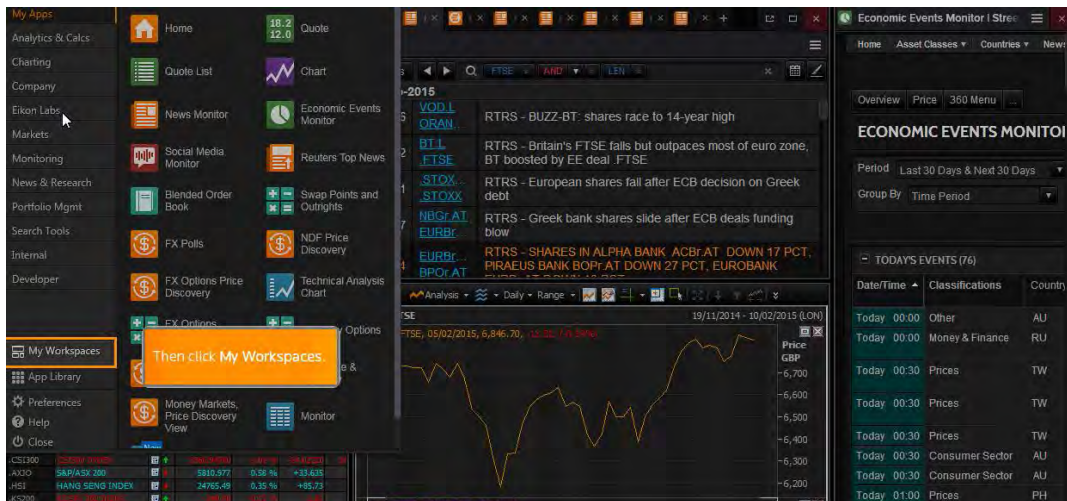 My Apps
Analytics & Calcs
Charting
Company
Eikon Labs
Markets
Monitoring
News & Research
Portfolio Mgmt
Search Tools
Internal
Developer
My Workspaces
App Library
Preferences
Help
Close
Home
18.2
12.0
Quote
Quote List
Chart
News Monitor
Economic Events
Monitor
Social Media
Monitor
Reuters Top News
Blended Order
Book
Swap Points and
Outrights
FX Polls
NDF Price
Discovery
FX Options Price
Discovery
Technical Analysis
Chart
FX Options
Options
Then click My Workspaces.
e &
Money Markets,
Price Discovery
View
Monitor
New
FTSE AND LEN
-2015
VOD.L
ORAN...
RTRS - BUZZ-BT: shares race to 14-year high
BT.L
.FTSE
RTRS - Britain's FTSE falls but outpaces most of euro zone,
BT boosted by EE deal .FTSE
.STOX...
.STOXX
RTRS - European shares fall after ECB decision on Greek
debt
NBGr.AT
EURBr...
RTRS - Greek bank shares slide after ECB deals funding
blow
EURBr...
BPOr.AT
RTRS - SHARES IN ALPHA BANK ACBr.AT DOWN 17 PCT,
PIRAEUS BANK BOPr.AT DOWN 27 PCT, EUROBANK
Analysis Daily Range
TSE
19/11/2014 - 10/02/2015 (LON)
FTSE, 05/02/2015, 6,846.70,
Price
GBP
6,700
6,600
6,500
6,400
6,300
6,200
.CSI300
.AXJO S&P/ASX 200 5810.977 0.58 % +33.635
.HSI HANG SENG INDEX 24765.49 0.35 % +85.73
.KS200
Economic Events Monitor | Stree
Home Asset Classes Countries News
Overview Price 360 Menu ...
ECONOMIC EVENTS MONITOR
Period Last 30 Days & Next 30 Days
Group By Time Period
TODAY'S EVENTS (76)
Date/Time Classifications Country
Today 00:00 Other AU
Today 00:00 Money & Finance RU
Today 00:30 Prices TW
Today 00:30 Prices TW
Today 00:30 Prices TW
Today 00:30 Consumer Sector AU
Today 00:30 Consumer Sector AU
Today 01:00 Prices PH